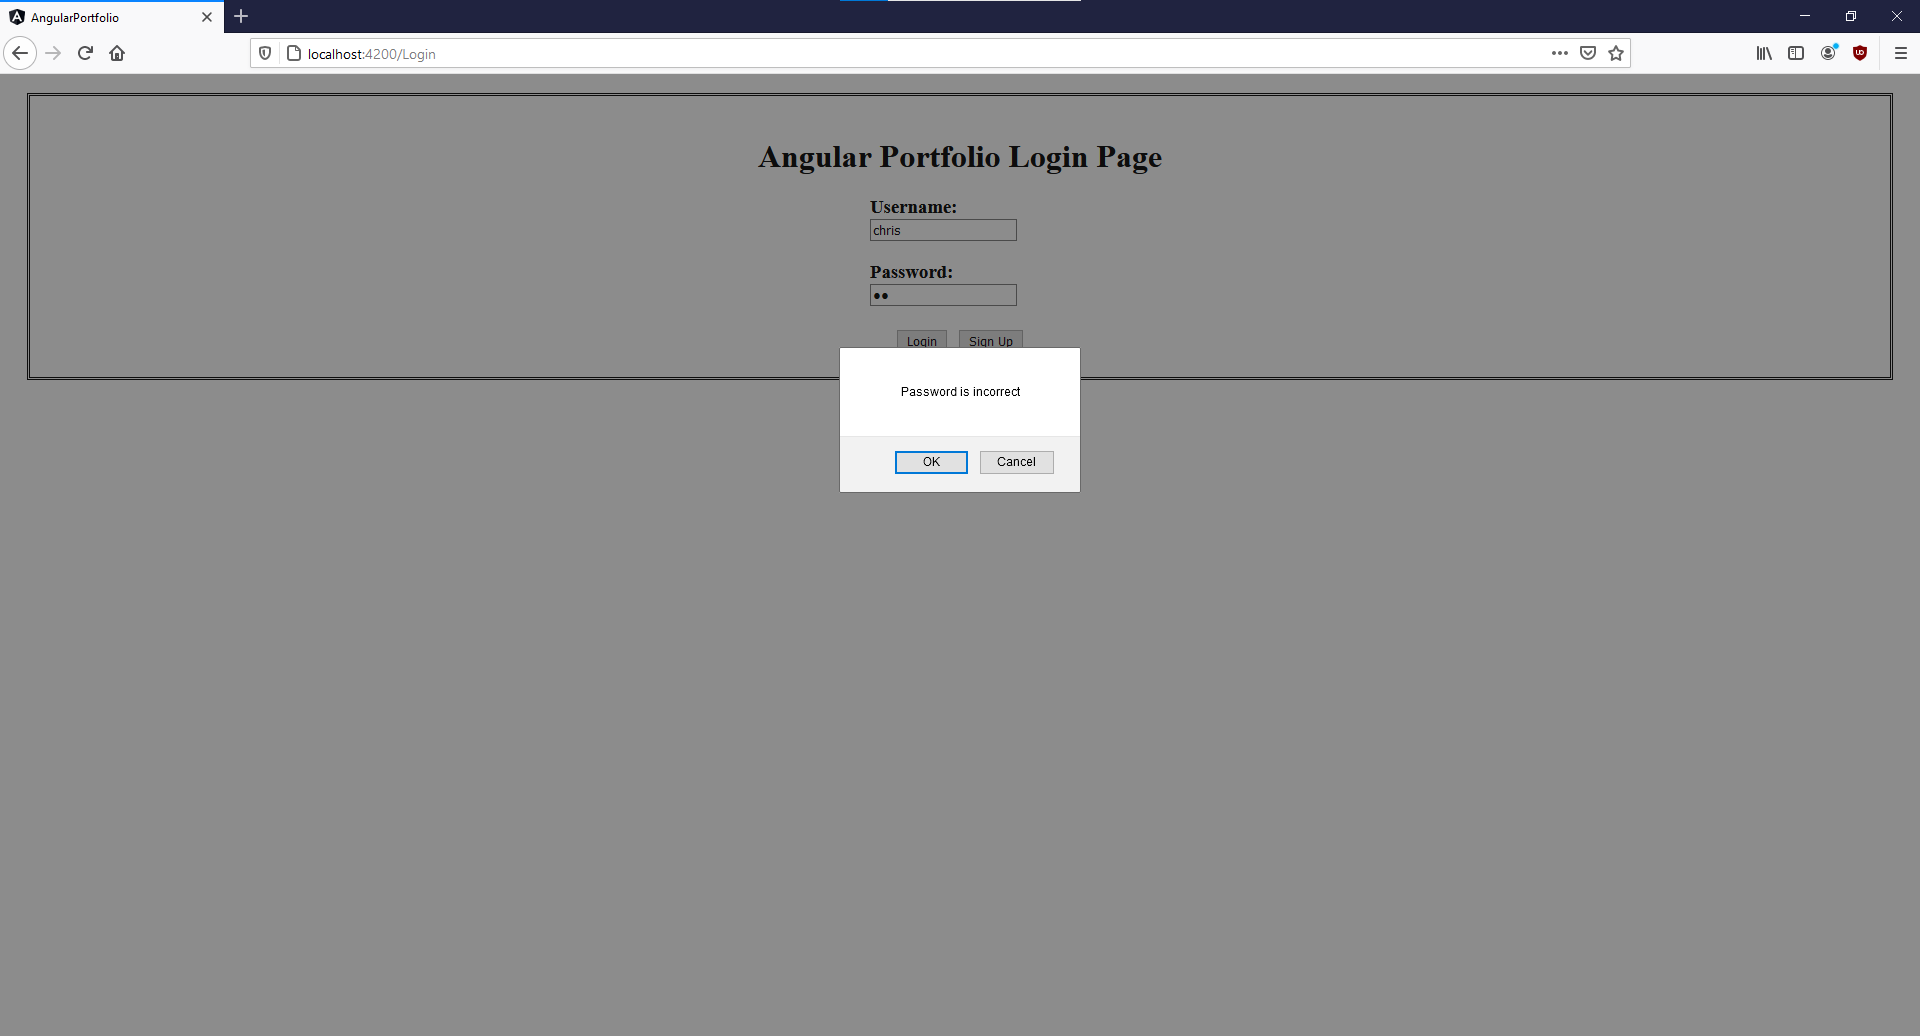 AngularPortfolio
localhost:4200/Login
Angular Portfolio Login Page
Username:
chris
Password:
Login Sign Up
Password is incorrect
OK Cancel